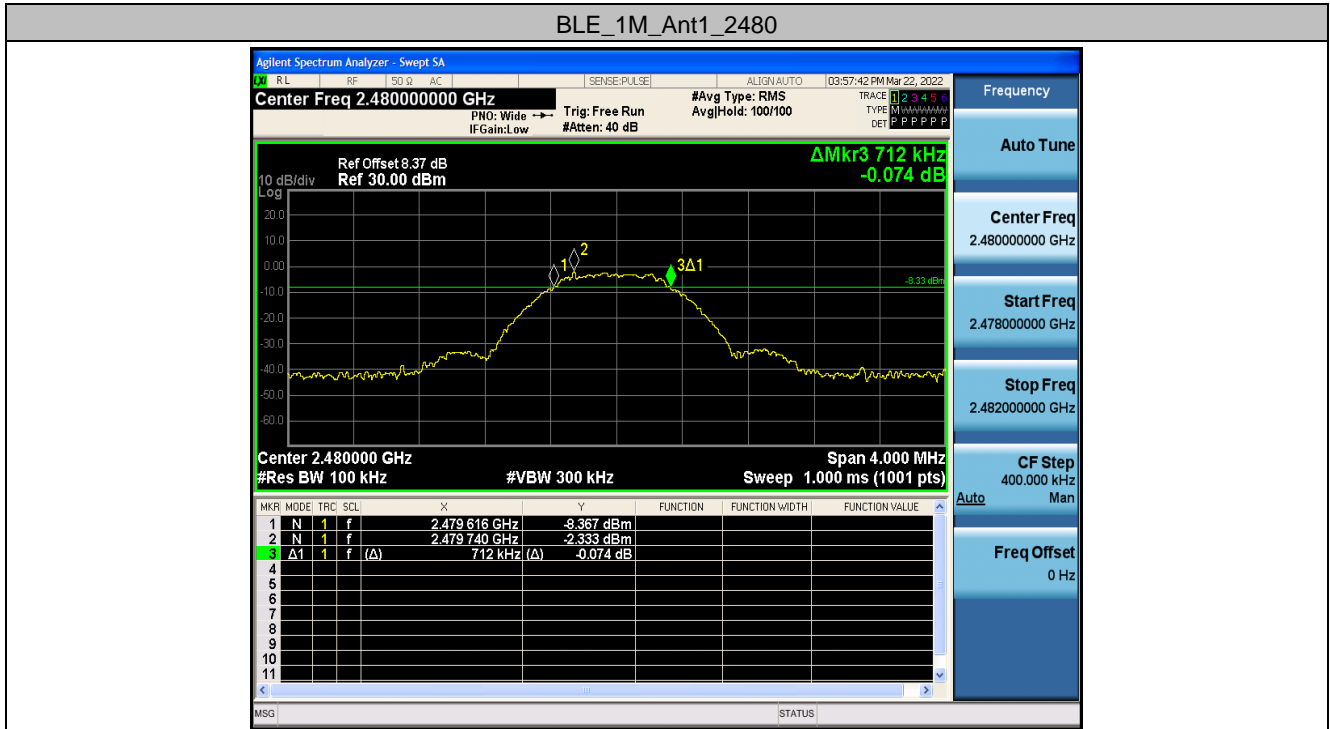 BLE_1M_Ant1_2480
Agilent Spectrum Analyzer - Swept SA
LXI RL RF 50 Ω AC SENSE:PULSE ALIGN AUTO 03:57:42 PM Mar 22, 2022
Center Freq 2.480000000 GHz
PNO: Wide
IFGain:Low
Trig: Free Run
#Atten: 40 dB
#Avg Type: RMS
Avg|Hold: 100/100
TRACE 1 2 3 4 5 6
TYPE MWWWWW
DET P P P P P P
ΔMkr3 712 kHz
-0.074 dB
Ref Offset 8.37 dB
10 dB/div Ref 30.00 dBm
Log
20.0
10.0
0.00
-10.0
-20.0
-30.0
-40.0
-50.0
-60.0
1
2
3Δ1
-8.33 dBm
Center 2.480000 GHz Span 4.000 MHz
#Res BW 100 kHz #VBW 300 kHz Sweep 1.000 ms (1001 pts)
MKR MODE TRC SCL X Y FUNCTION FUNCTION WIDTH FUNCTION VALUE
1 N 1 f 2.479 616 GHz -8.367 dBm
2 N 1 f 2.479 740 GHz -2.333 dBm
3 Δ1 1 f (Δ) 712 kHz (Δ) -0.074 dB
4
5
6
7
8
9
10
11
MSG STATUS
Frequency
Auto Tune
Center Freq
2.480000000 GHz
Start Freq
2.478000000 GHz
Stop Freq
2.482000000 GHz
CF Step
400.000 kHz
Auto Man
Freq Offset
0 Hz